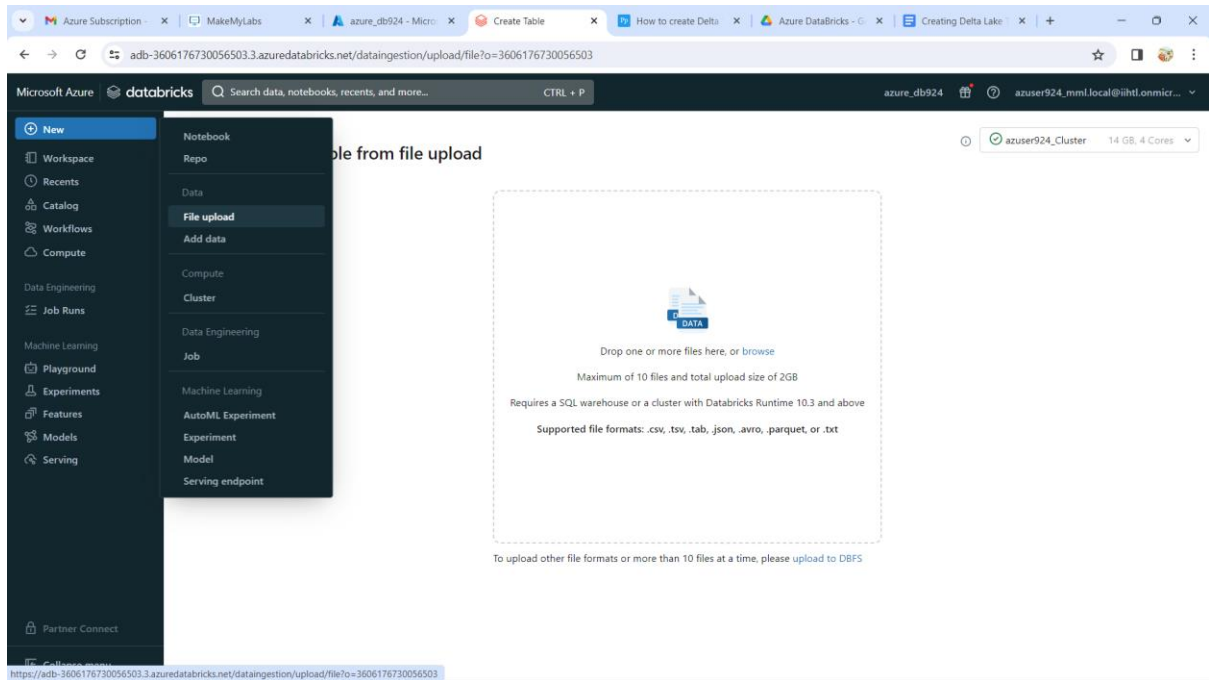 Azure Subscription -
MakeMyLabs
azure_db924 - Micro
Create Table
How to create Delta
Azure DataBricks - G
Creating Delta Lake
adb-3606176730056503.3.azuredatabricks.net/dataingestion/upload/file?o=3606176730056503
Microsoft Azure
databricks
Search data, notebooks, recents, and more...
CTRL + P
azure_db924
azuser924_mml.local@iihtl.onmicr...
New
Workspace
Recents
Catalog
Workflows
Compute
Data Engineering
Job Runs
Machine Learning
Playground
Experiments
Features
Models
Serving
Partner Connect
Collapse menu
Notebook
Repo
Data
File upload
Add data
Compute
Cluster
Data Engineering
Job
Machine Learning
AutoML Experiment
Experiment
Model
Serving endpoint
from file upload
azuser924_Cluster 14 GB, 4 Cores
DATA
Drop one or more files here, or browse
Maximum of 10 files and total upload size of 2GB
Requires a SQL warehouse or a cluster with Databricks Runtime 10.3 and above
Supported file formats: .csv, .tsv, .tab, .json, .avro, .parquet, or .txt
To upload other file formats or more than 10 files at a time, please upload to DBFS
https://adb-3606176730056503.3.azuredatabricks.net/dataingestion/upload/file?o=3606176730056503